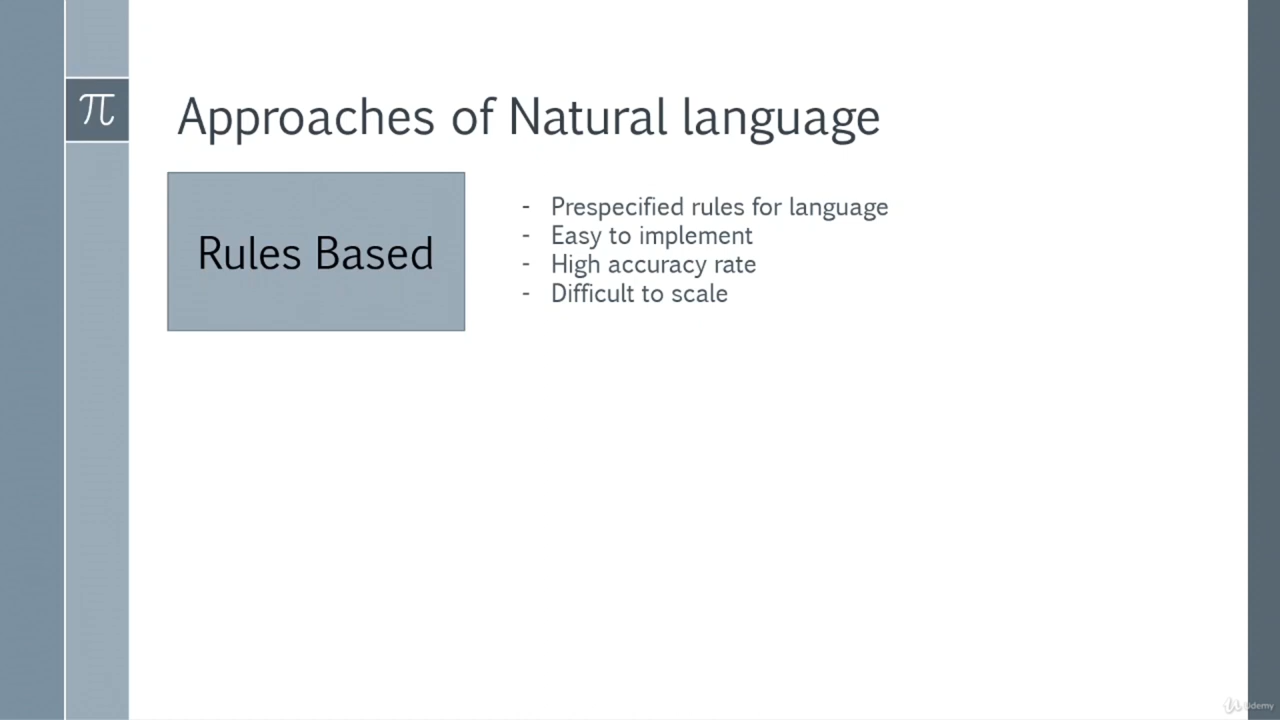 π
Approaches of Natural language
Rules Based
- Prespecified rules for language
- Easy to implement
- High accuracy rate
- Difficult to scale
Udemy